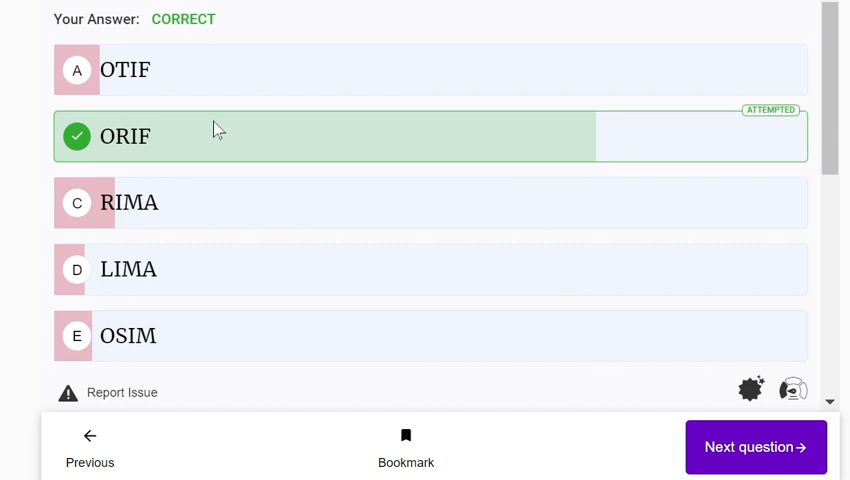 Your Answer: CORRECT
A OTIF
ATTEMPTED
ORIF
C RIMA
D LIMA
E OSIM
Report Issue
Next question→
Previous
Bookmark